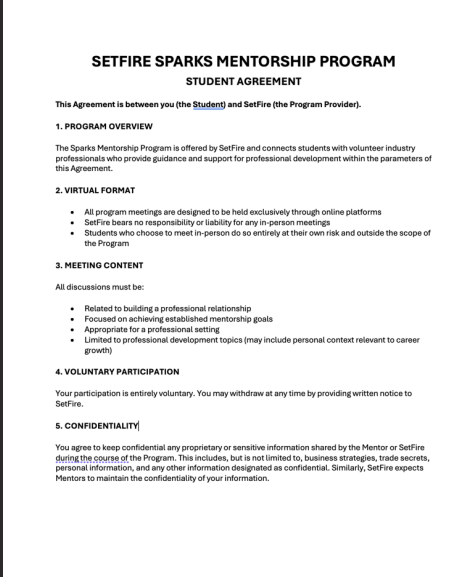 SETFIRE SPARKS MENTORSHIP PROGRAM
STUDENT AGREEMENT
This Agreement is between you (the Student) and SetFire (the Program Provider).
1. PROGRAM OVERVIEW
The Sparks Mentorship Program is offered by SetFire and connects students with volunteer industry
professionals who provide guidance and support for professional development within the parameters of
this Agreement.
2. VIRTUAL FORMAT
• All program meetings are designed to be held exclusively through online platforms
• SetFire bears no responsibility or liability for any in-person meetings
• Students who choose to meet in-person do so entirely at their own risk and outside the scope of
the Program
3. MEETING CONTENT
All discussions must be:
• Related to building a professional relationship
• Focused on achieving established mentorship goals
• Appropriate for a professional setting
• Limited to professional development topics (may include personal context relevant to career
growth)
4. VOLUNTARY PARTICIPATION
Your participation is entirely voluntary. You may withdraw at any time by providing written notice to
SetFire.
5. CONFIDENTIALITY
You agree to keep confidential any proprietary or sensitive information shared by the Mentor or SetFire
during the course of the Program. This includes, but is not limited to, business strategies, trade secrets,
personal information, and any other information designated as confidential. Similarly, SetFire expects
Mentors to maintain the confidentiality of your information.